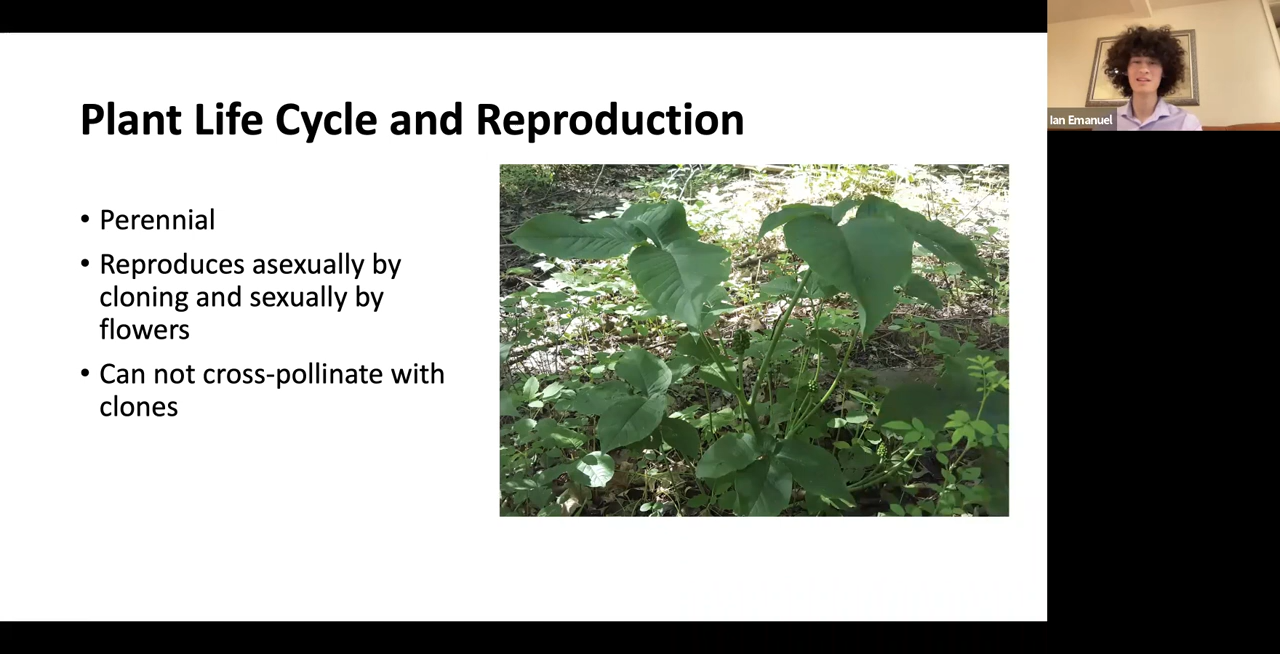 Plant Life Cycle and Reproduction
• Perennial
• Reproduces asexually by
cloning and sexually by
flowers
• Can not cross-pollinate with
clones
Ian Emanuel